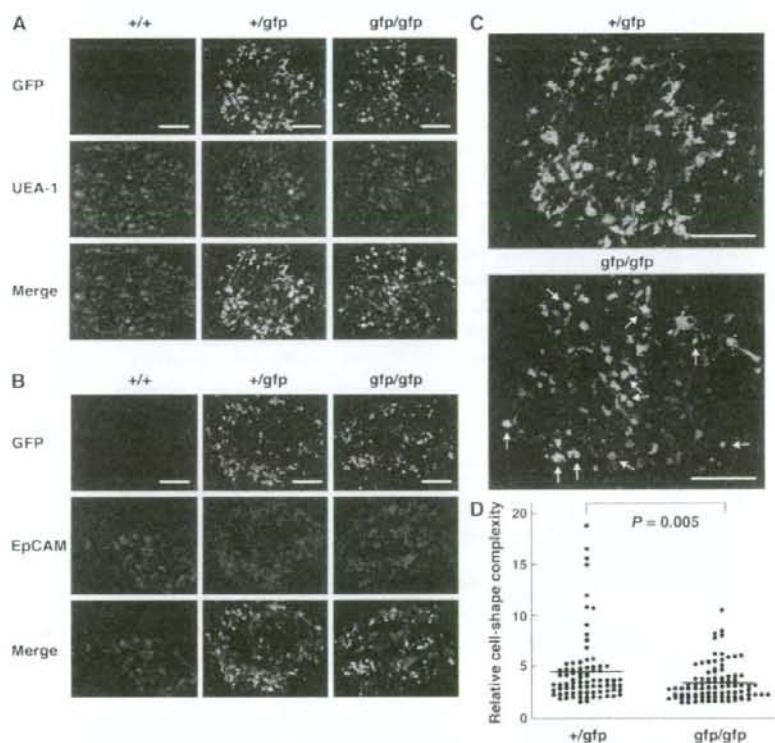 A
+/+ +/gfp gfp/gfp
GFP
UEA-1
Merge
B
+/+ +/gfp gfp/gfp
GFP
EpCAM
Merge
C
+/gfp
gfp/gfp
D
P = 0.005
Relative cell-shape complexity
20
15
10
5
0
+/gfp gfp/gfp